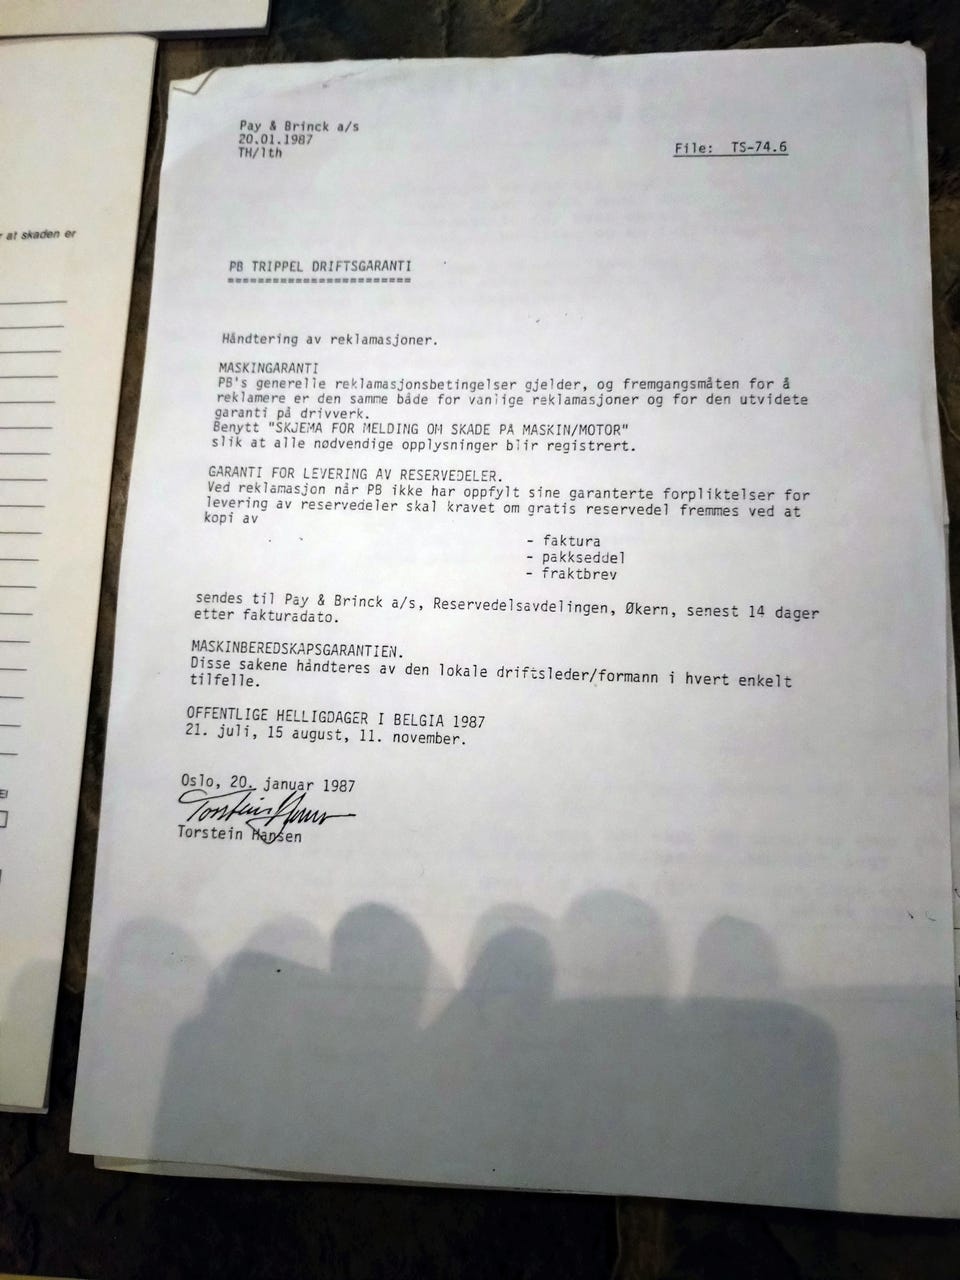 Pay & Brinck a/s
20.01.1987
TH/lth
File: TS-74.6
r at skaden er
PB TRIPPEL DRIFTSGARANTI
========================
Håndtering av reklamasjoner.
MASKINGARANTI
PB's generelle reklamasjonsbetingelser gjelder, og fremgangsmåten for å
reklamere er den samme både for vanlige reklamasjoner og for den utvidete
garanti på drivverk.
Benytt "SKJEMA FOR MELDING OM SKADE PÅ MASKIN/MOTOR"
slik at alle nødvendige opplysninger blir registrert.
GARANTI FOR LEVERING AV RESERVEDELER.
Ved reklamasjon når PB ikke har oppfylt sine garanterte forpliktelser for
levering av reservedeler skal kravet om gratis reservedel fremmes ved at
kopi av
- faktura
- pakkseddel
- fraktbrev
sendes til Pay & Brinck a/s, Reservedelsavdelingen, Økern, senest 14 dager
etter fakturadato.
MASKINBEREDSKAPSGARANTIEN.
Disse sakene håndteres av den lokale driftsleder/formann i hvert enkelt
tilfelle.
OFFENTLIGE HELLIGDAGER I BELGIA 1987
21. juli, 15 august, 11. november.
Oslo, 20. januar 1987
Torstein Hansen
Torstein Hansen